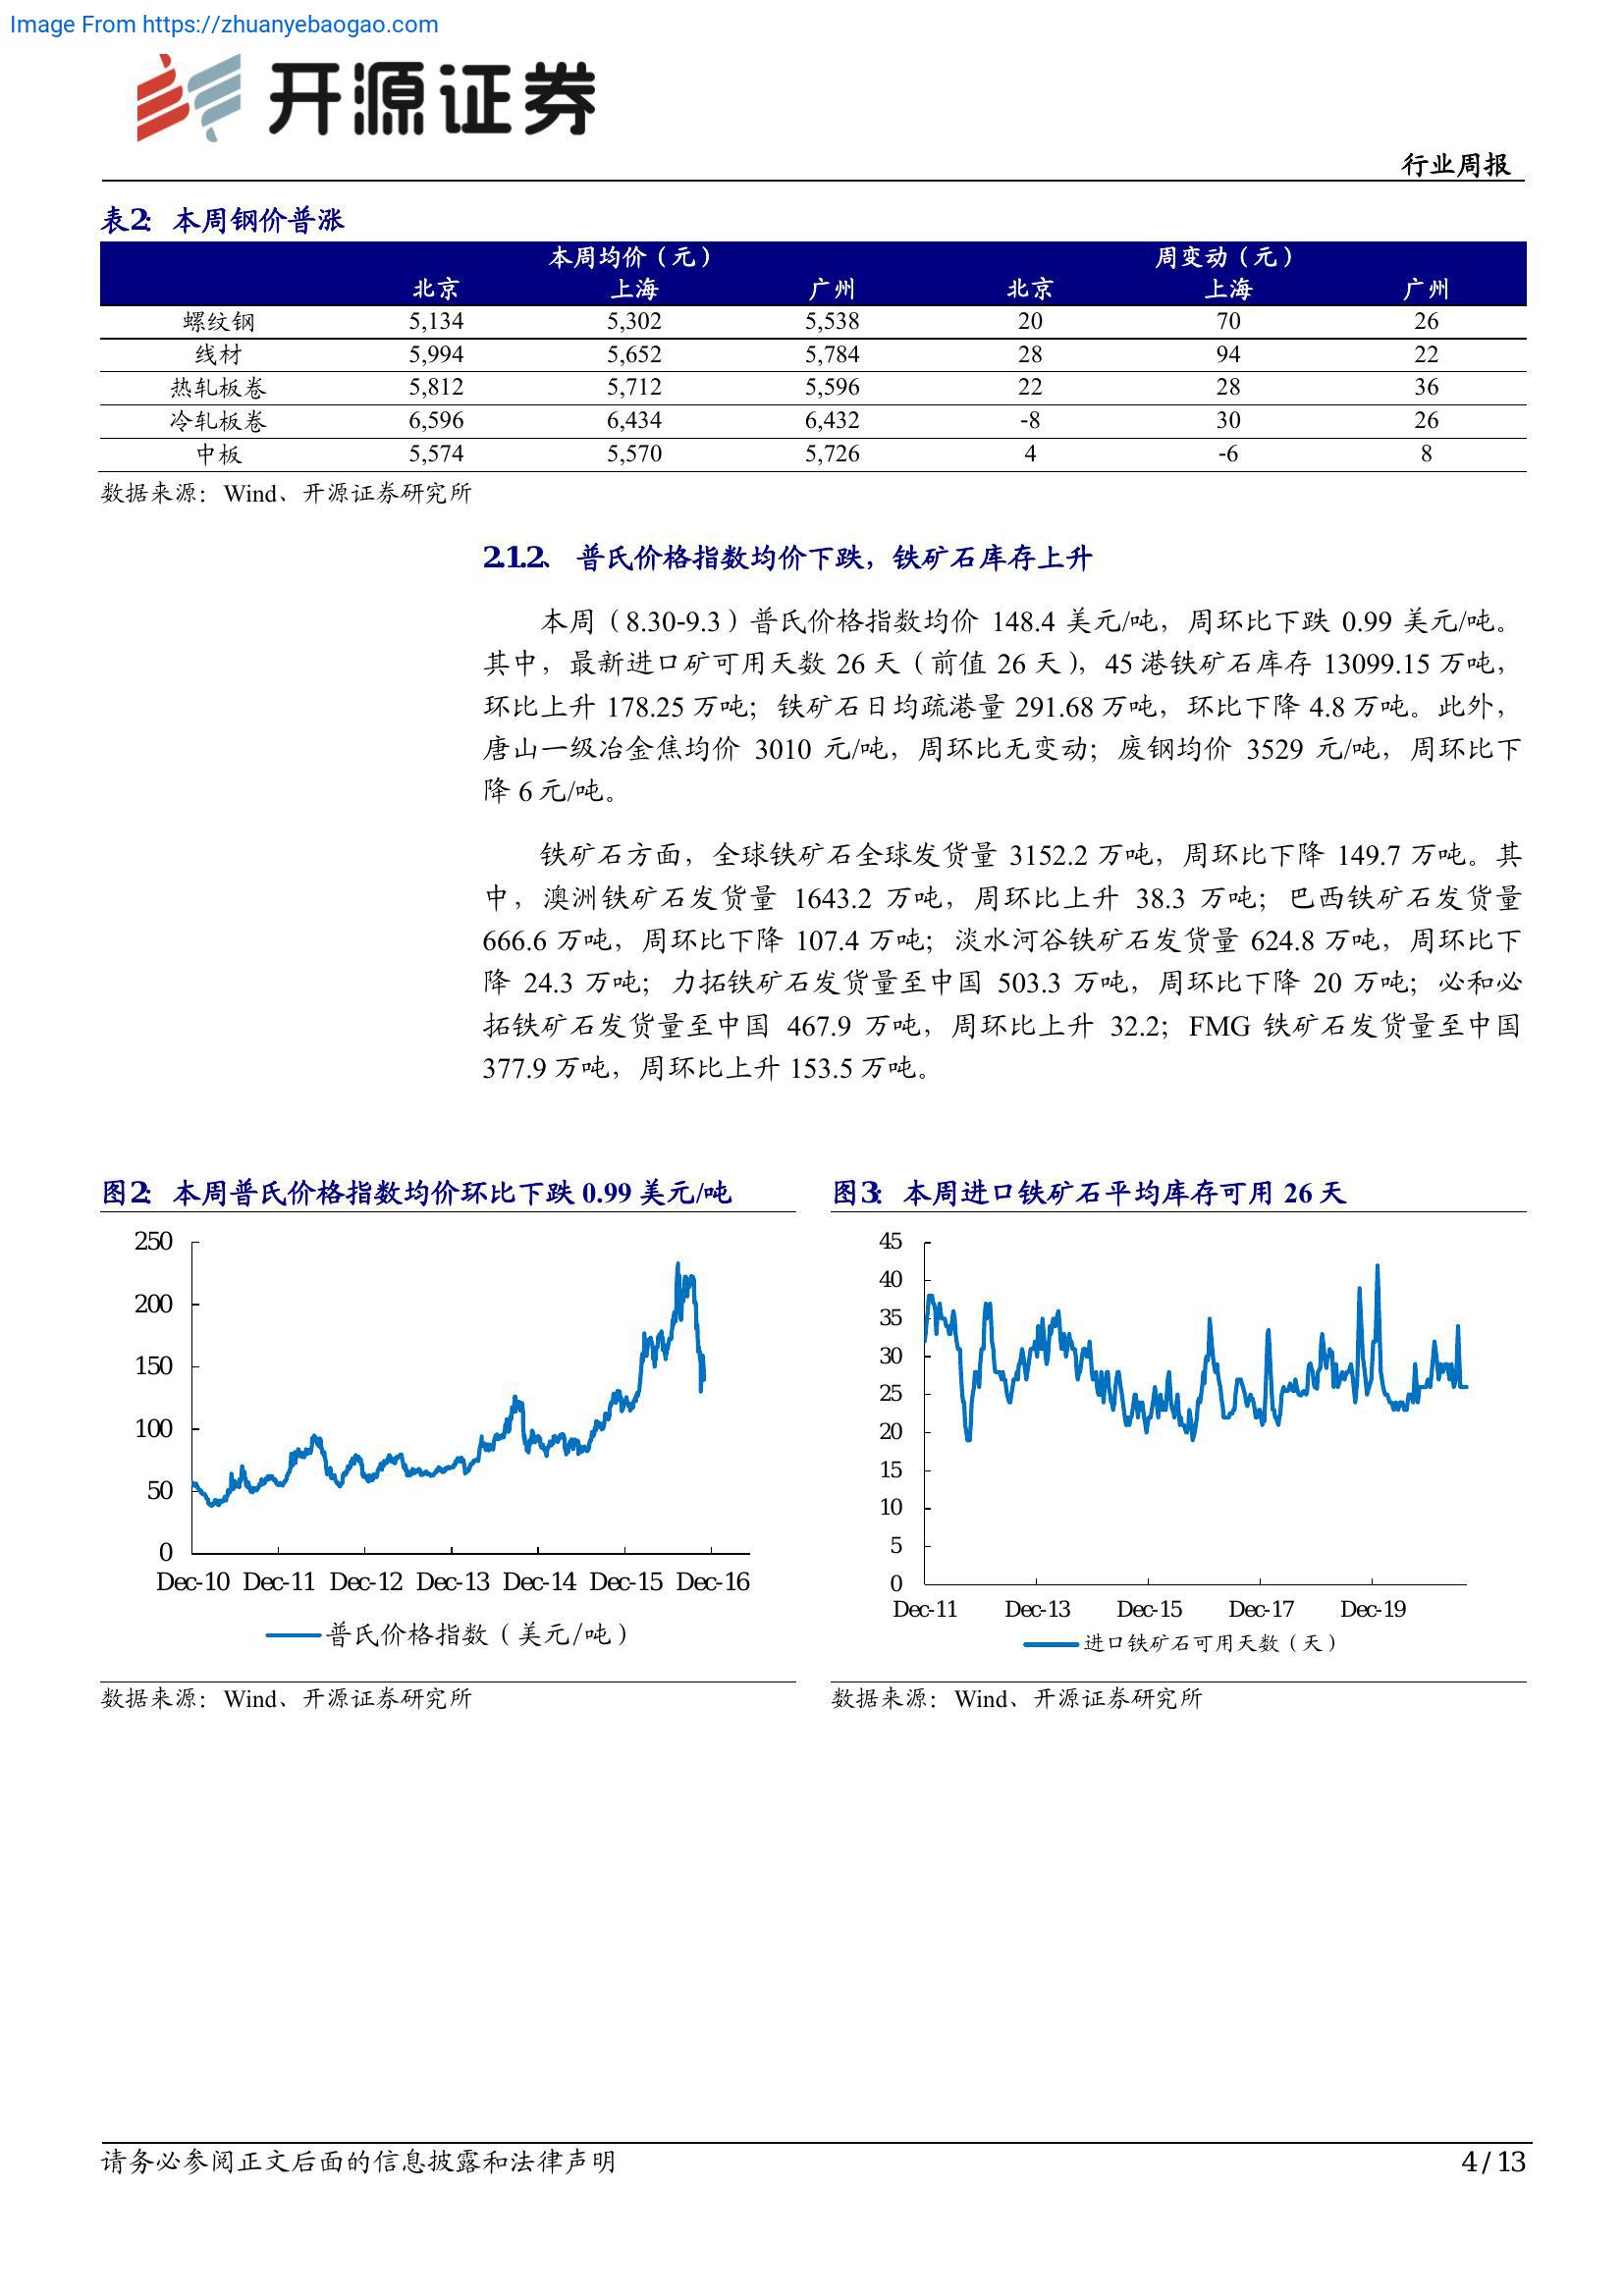 Image From https://zhuanyebaogao.com
开源证券
行业周报
表2： 本周钢价普涨
本周均价（元） 周变动（元）
北京 上海 广州 北京 上海 广州
螺纹钢 5,134 5,302 5,538 20 70 26
线材 5,994 5,652 5,784 28 94 22
热轧板卷 5,812 5,712 5,596 22 28 36
冷轧板卷 6,596 6,434 6,432 -8 30 26
中板 5,574 5,570 5,726 4 -6 8
数据来源：Wind、开源证券研究所
2.1.2、 普氏价格指数均价下跌，铁矿石库存上升
本周（8.30-9.3）普氏价格指数均价 148.4 美元/吨，周环比下跌 0.99 美元/吨。
其中，最新进口矿可用天数 26 天（前值 26 天），45 港铁矿石库存 13099.15 万吨，
环比上升 178.25 万吨；铁矿石日均疏港量 291.68 万吨，环比下降 4.8 万吨。此外，
唐山一级冶金焦均价 3010 元/吨，周环比无变动；废钢均价 3529 元/吨，周环比下
降 6 元/吨。
铁矿石方面，全球铁矿石全球发货量 3152.2 万吨，周环比下降 149.7 万吨。其
中，澳洲铁矿石发货量 1643.2 万吨，周环比上升 38.3 万吨；巴西铁矿石发货量
666.6 万吨，周环比下降 107.4 万吨；淡水河谷铁矿石发货量 624.8 万吨，周环比下
降 24.3 万吨；力拓铁矿石发货量至中国 503.3 万吨，周环比下降 20 万吨；必和必
拓铁矿石发货量至中国 467.9 万吨，周环比上升 32.2；FMG 铁矿石发货量至中国
377.9 万吨，周环比上升 153.5 万吨。
图2： 本周普氏价格指数均价环比下跌 0.99 美元/吨
250
200
150
100
50
0
Dec-10 Dec-11 Dec-12 Dec-13 Dec-14 Dec-15 Dec-16
普氏价格指数（美元/吨）
数据来源：Wind、开源证券研究所
图3： 本周进口铁矿石平均库存可用 26 天
45
40
35
30
25
20
15
10
5
0
Dec-11 Dec-13 Dec-15 Dec-17 Dec-19
进口铁矿石可用天数（天）
数据来源：Wind、开源证券研究所
请务必参阅正文后面的信息披露和法律声明
4 / 13